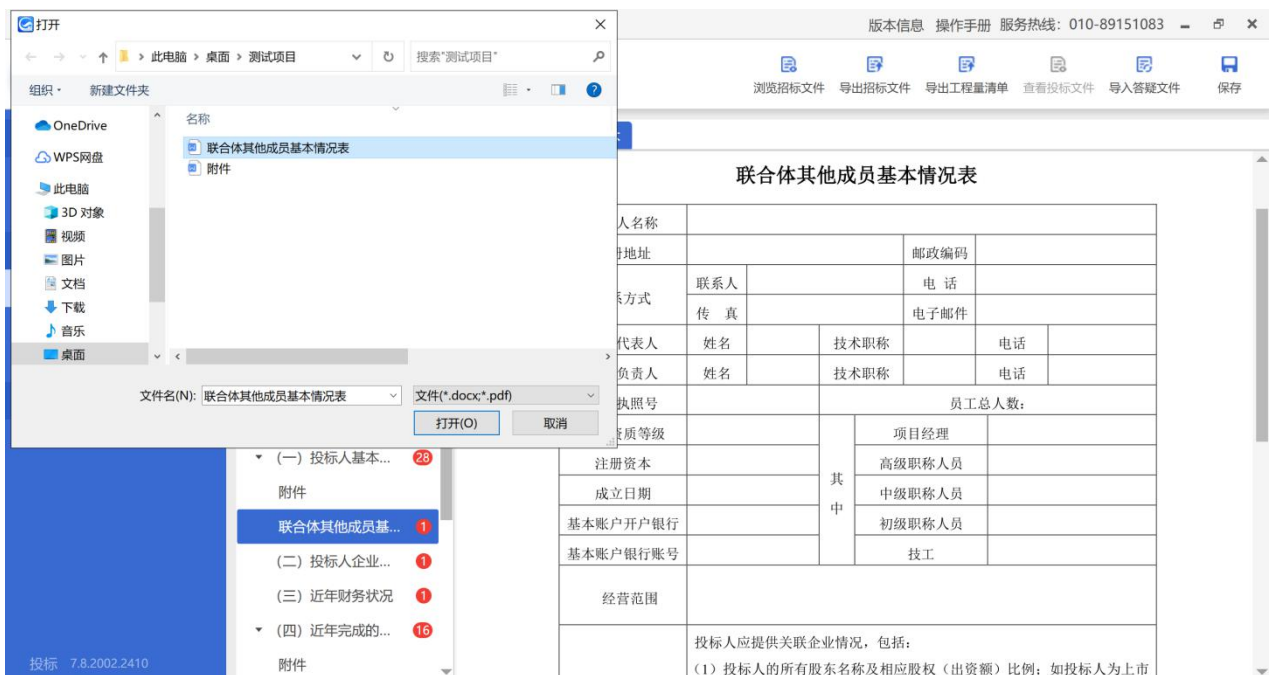 打开
版本信息 操作手册 服务热线：010-89151083
此电脑 › 桌面 › 测试项目
搜索"测试项目"
浏览招标文件 导出招标文件 导出工程量清单 查看投标文件 导入答疑文件 保存
组织 新建文件夹
名称
OneDrive
WPS网盘
此电脑
3D 对象
视频
图片
文档
下载
音乐
桌面
联合体其他成员基本情况表
附件
文件名(N): 联合体其他成员基本情况表 文件(*.docx;*.pdf)
打开(O) 取消
(一) 投标人基本... 28
附件
联合体其他成员基... 1
(二) 投标人企业... 1
(三) 近年财务状况 1
(四) 近年完成的... 16
附件
投标 7.8.2002.2410
联合体其他成员基本情况表
人名称
地址 邮政编码
方式 联系人 电 话
传 真 电子邮件
代表人 姓名 技术职称 电话
负责人 姓名 技术职称 电话
执照号 员工总人数：
质等级 其中 项目经理
注册资本 高级职称人员
成立日期 中级职称人员
基本账户开户银行 初级职称人员
基本账户银行账号 技工
经营范围
投标人应提供关联企业情况，包括：
（1）投标人的所有股东名称及相应股权（出资额）比例；如投标人为上市